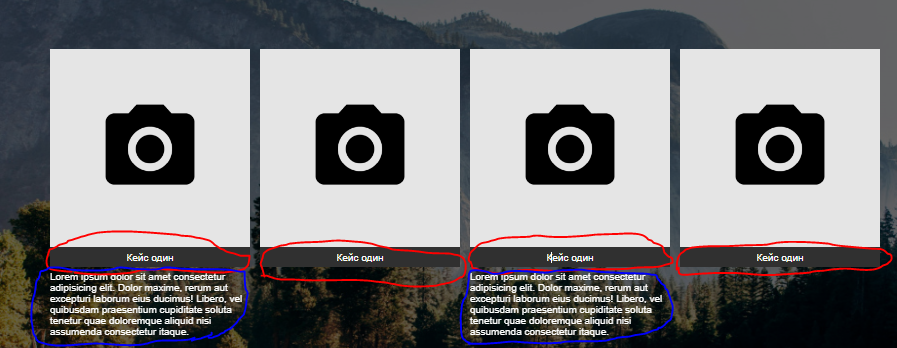 Кейс один
Кейс один
Кейс один
Кейс один
Lorem ipsum dolor sit amet consectetur
adipisicing elit. Dolor maxime, rerum aut
excepturi laborum eius ducimus! Libero, vel
quibusdam praesentium cupiditate soluta
tenetur quae doloremque aliquid nisi
assumenda consectetur itaque.
Lorem ipsum dolor sit amet consectetur
adipisicing elit. Dolor maxime, rerum aut
excepturi laborum eius ducimus! Libero, vel
quibusdam praesentium cupiditate soluta
tenetur quae doloremque aliquid nisi
assumenda consectetur itaque.